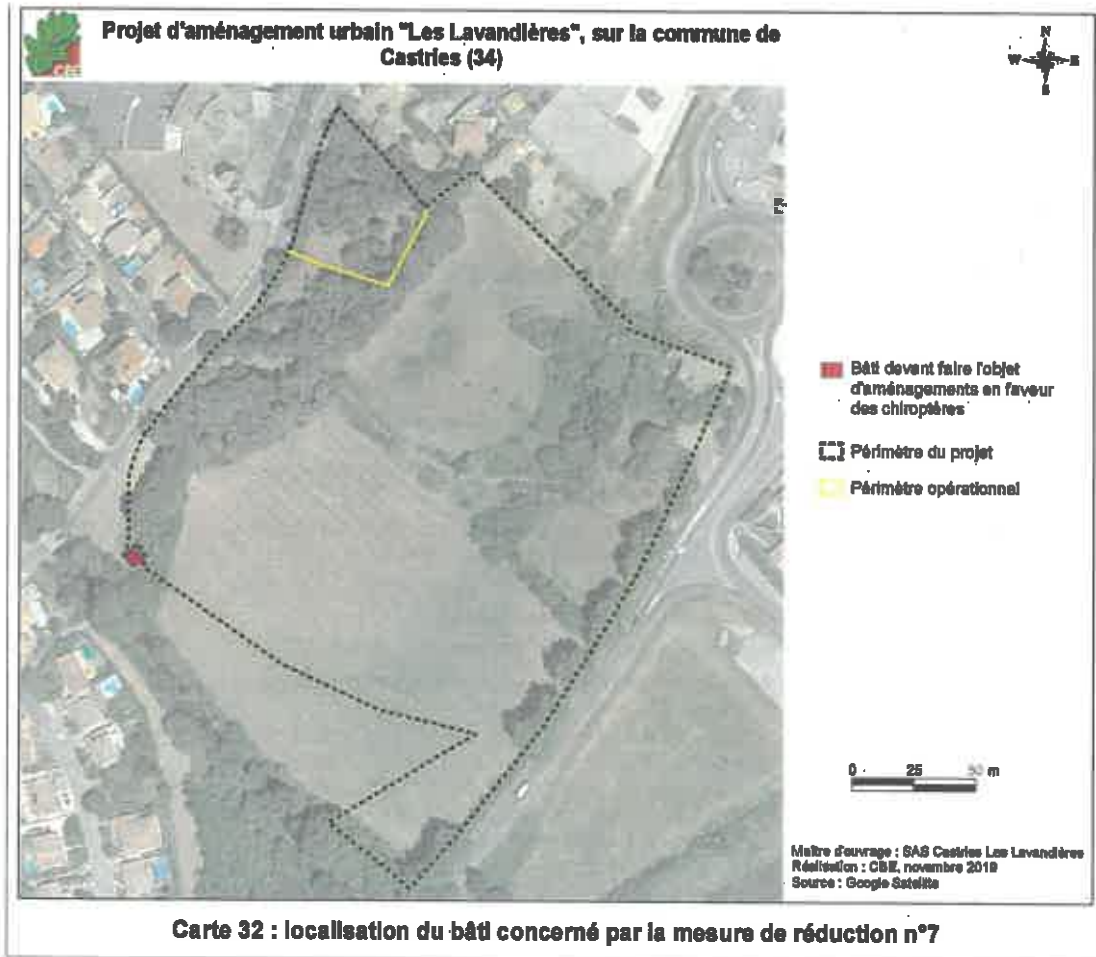 Projet d'aménagement urbain "Les Lavandières", sur la commune de
Castries (34)
N
W E
S
Bâti devant faire l'objet
d'aménagements en faveur
des chiroptères
Périmètre du projet
Périmètre opérationnel
0 25 50 m
Maître d'ouvrage : SAS Castries Les Lavandières
Réalisation : CBE, novembre 2019
Source : Google Satellite
Carte 32 : localisation du bâti concerné par la mesure de réduction n°7